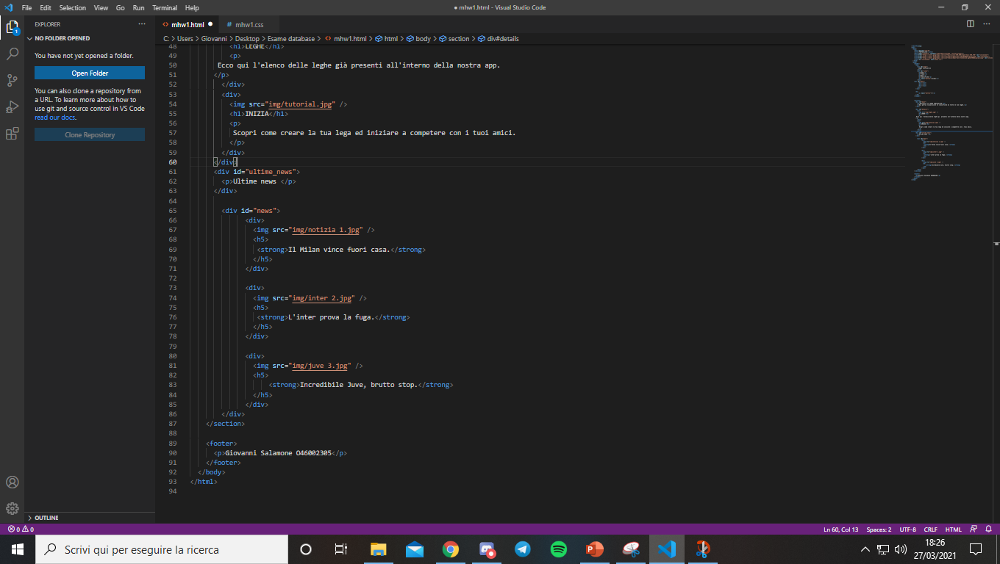 File Edit Selection View Go Run Terminal Help
● mhw1.html - Visual Studio Code
EXPLORER ...
<> mhw1.html ●
# mhw1.css
NO FOLDER OPENED
C: > Users > Giovanni > Desktop > Esame database > <> mhw1.html > html > body > section > div#details
You have not yet opened a folder.
Open Folder
You can also clone a repository from
a URL. To learn more about how to
use git and source control in VS Code
read our docs.
Clone Repository
48 <h1>LEGHE</h1>
49 <p>
50 Ecco qui l'elenco delle leghe già presenti all'interno della nostra app.
51 </p>
52 </div>
53 <div>
54 <img src="img/tutorial.jpg" />
55 <h1>INIZIA</h1>
56 <p>
57 Scopri come creare la tua lega ed iniziare a competere con i tuoi amici.
58 </p>
59 </div>
60 </div>
61 <div id="ultime_news">
62 <p>Ultime news </p>
63 </div>
64
65 <div id="news">
66 <div>
67 <img src="img/notizia 1.jpg" />
68 <h5>
69 <strong>Il Milan vince fuori casa.</strong>
70 </h5>
71 </div>
72
73 <div>
74 <img src="img/inter 2.jpg" />
75 <h5>
76 <strong>L'inter prova la fuga.</strong>
77 </h5>
78 </div>
79
80 <div>
81 <img src="img/juve 3.jpg" />
82 <h5>
83 <strong>Incredibile Juve, brutto stop.</strong>
84 </h5>
85 </div>
86 </div>
87 </section>
88
89 <footer>
90 <p>Giovanni Salamone O46002305</p>
91 </footer>
92 </body>
93 </html>
94
OUTLINE
0 0
Ln 60, Col 13 Spaces: 2 UTF-8 CRLF HTML
Scrivi qui per eseguire la ricerca
18:26
27/03/2021